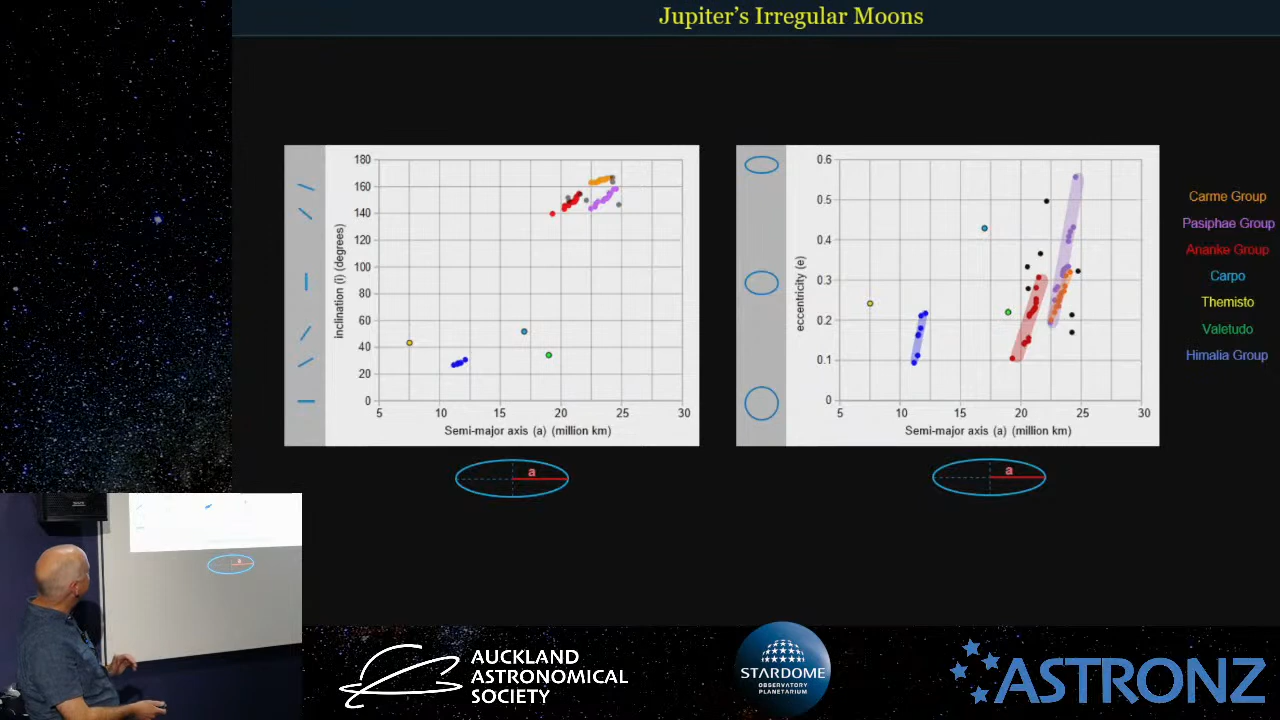 Jupiter's Irregular Moons
inclination (i) (degrees)
180
160
140
120
100
80
60
40
20
0
5 10 15 20 25 30
Semi-major axis (a) (million km)
a
eccentricity (e)
0.6
0.5
0.4
0.3
0.2
0.1
0
5 10 15 20 25 30
Semi-major axis (a) (million km)
a
Carme Group
Pasiphae Group
Ananke Group
Carpo
Themisto
Valetudo
Himalia Group
a
AUCKLAND
ASTRONOMICAL
SOCIETY
STARDOME
OBSERVATORY
PLANETARIUM
ASTRONZ